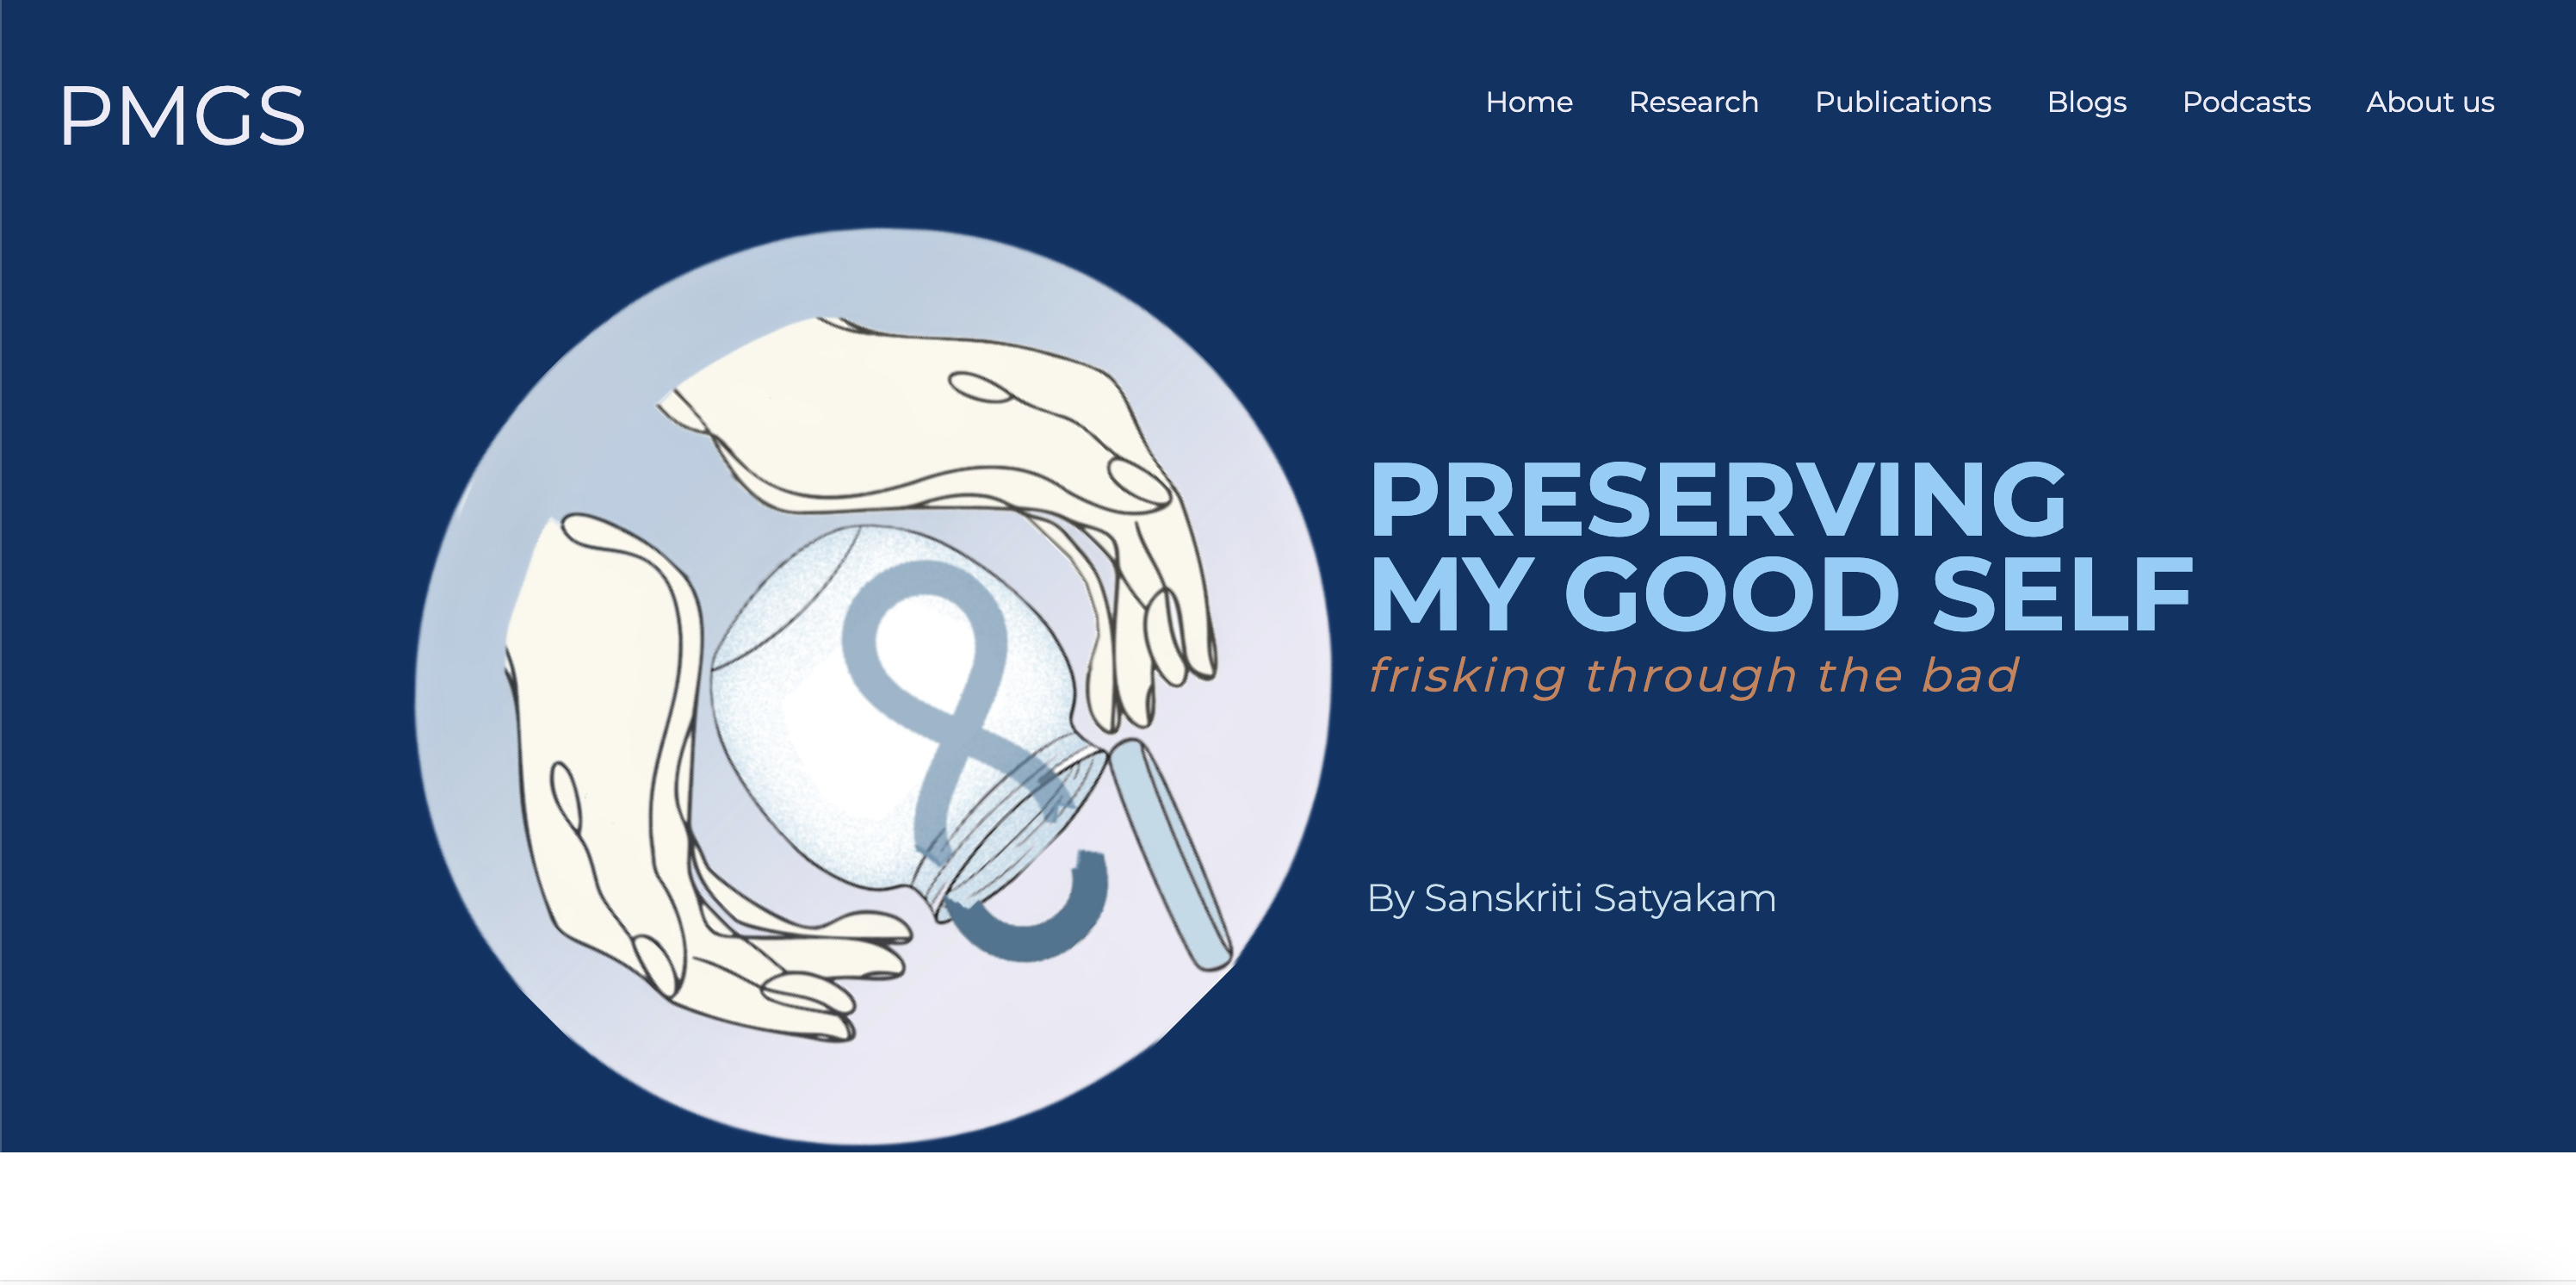 PMGS
Home Research Publications Blogs Podcasts About us
&
PRESERVING
MY GOOD SELF
frisking through the bad
By Sanskriti Satyakam